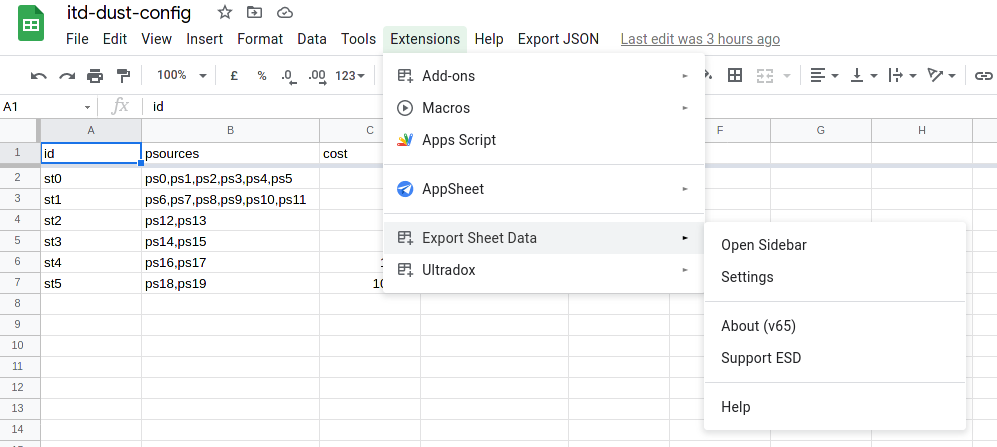 itd-dust-config
File Edit View Insert Format Data Tools Extensions Help Export JSON Last edit was 3 hours ago
100% £ % .0 .00 123
A1 fx id
A B C F G H
1 id psources cost
2 st0 ps0,ps1,ps2,ps3,ps4,ps5
3 st1 ps6,ps7,ps8,ps9,ps10,ps11
4 st2 ps12,ps13
5 st3 ps14,ps15
6 st4 ps16,ps17
7 st5 ps18,ps19 10
8
9
10
11
12
13
14
Add-ons
Macros
Apps Script
AppSheet
Export Sheet Data
Ultradox
Open Sidebar
Settings
About (v65)
Support ESD
Help